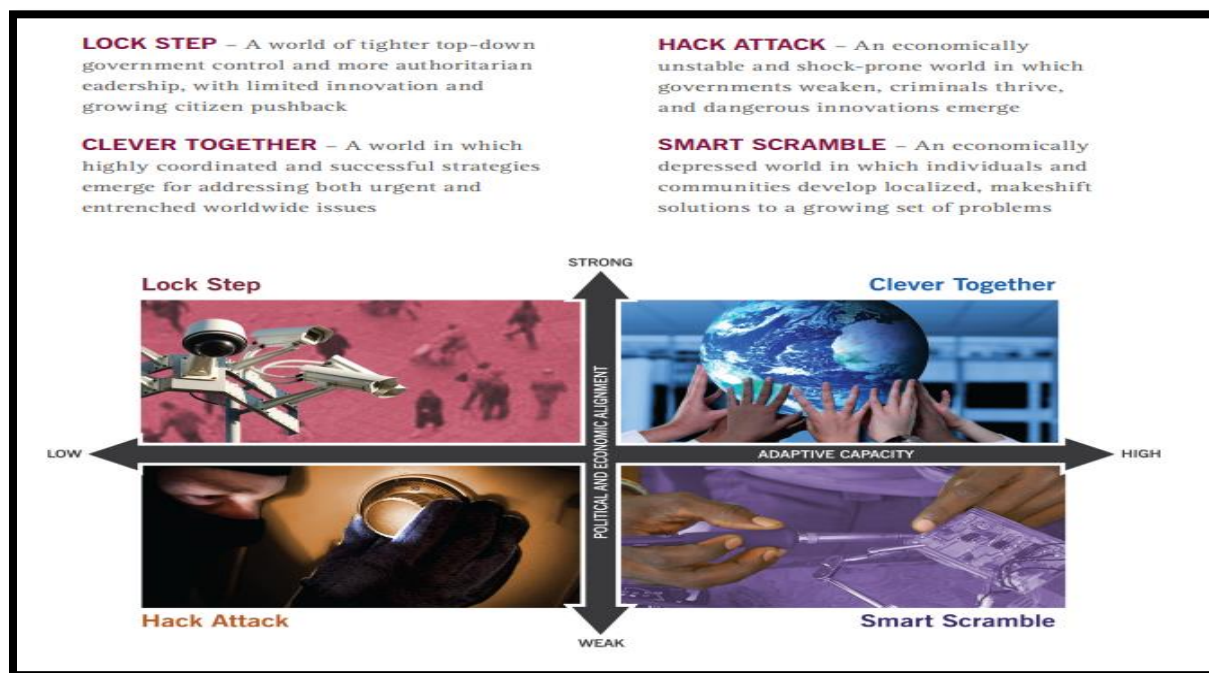 LOCK STEP – A world of tighter top-down
government control and more authoritarian
eadership, with limited innovation and
growing citizen pushback
CLEVER TOGETHER – A world in which
highly coordinated and successful strategies
emerge for addressing both urgent and
entrenched worldwide issues
HACK ATTACK – An economically
unstable and shock-prone world in which
governments weaken, criminals thrive,
and dangerous innovations emerge
SMART SCRAMBLE – An economically
depressed world in which individuals and
communities develop localized, makeshift
solutions to a growing set of problems
STRONG
Lock Step
Clever Together
POLITICAL AND ECONOMIC ALIGNMENT
LOW
ADAPTIVE CAPACITY
HIGH
Hack Attack
Smart Scramble
WEAK